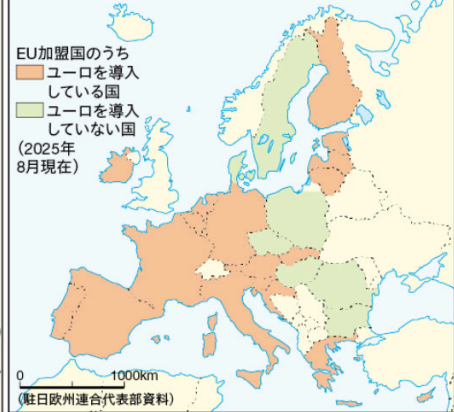 EU加盟国のうち
ユーロを導入
している国
ユーロを導入
していない国
(2025年
8月現在)
0 1000km
(駐日欧州連合代表部資料)